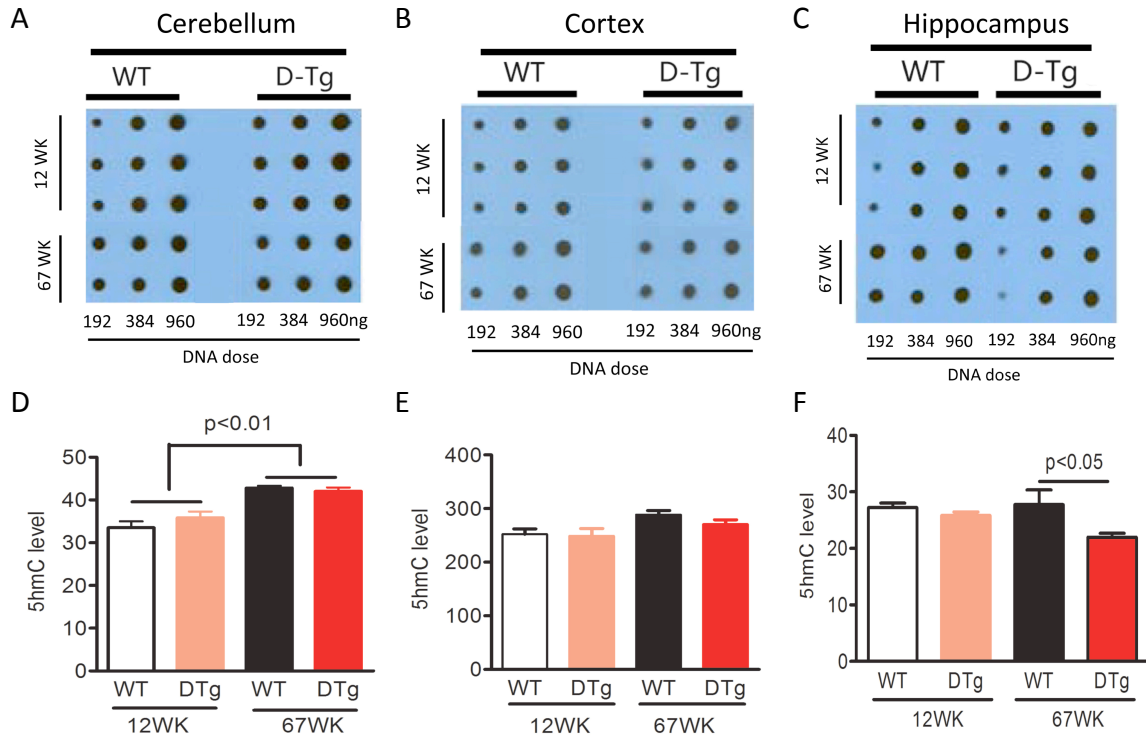 A
Cerebellum
WT
D-Tg
12 WK
67 WK
192 384 960 192 384 960ng
DNA dose
B
Cortex
WT
D-Tg
12 WK
67 WK
192 384 960 192 384 960ng
DNA dose
C
Hippocampus
WT
D-Tg
12 WK
67 WK
192 384 960 192 384 960ng
DNA dose
D
p<0.01
5hmC level
50
40
30
20
10
0
WT DTg WT DTg
12WK 67WK
E
5hmC level
400
300
200
100
0
WT DTg WT DTg
12WK 67WK
F
p<0.05
5hmC level
40
30
20
10
0
WT DTg WT DTg
12WK 67WK